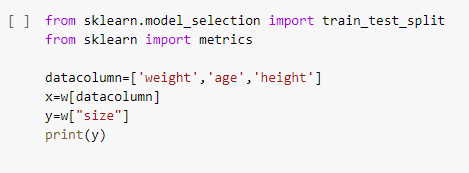 [ ] from sklearn.model_selection import train_test_split
from sklearn import metrics
datacolumn=['weight','age','height']
x=w[datacolumn]
y=w["size"]
print(y)